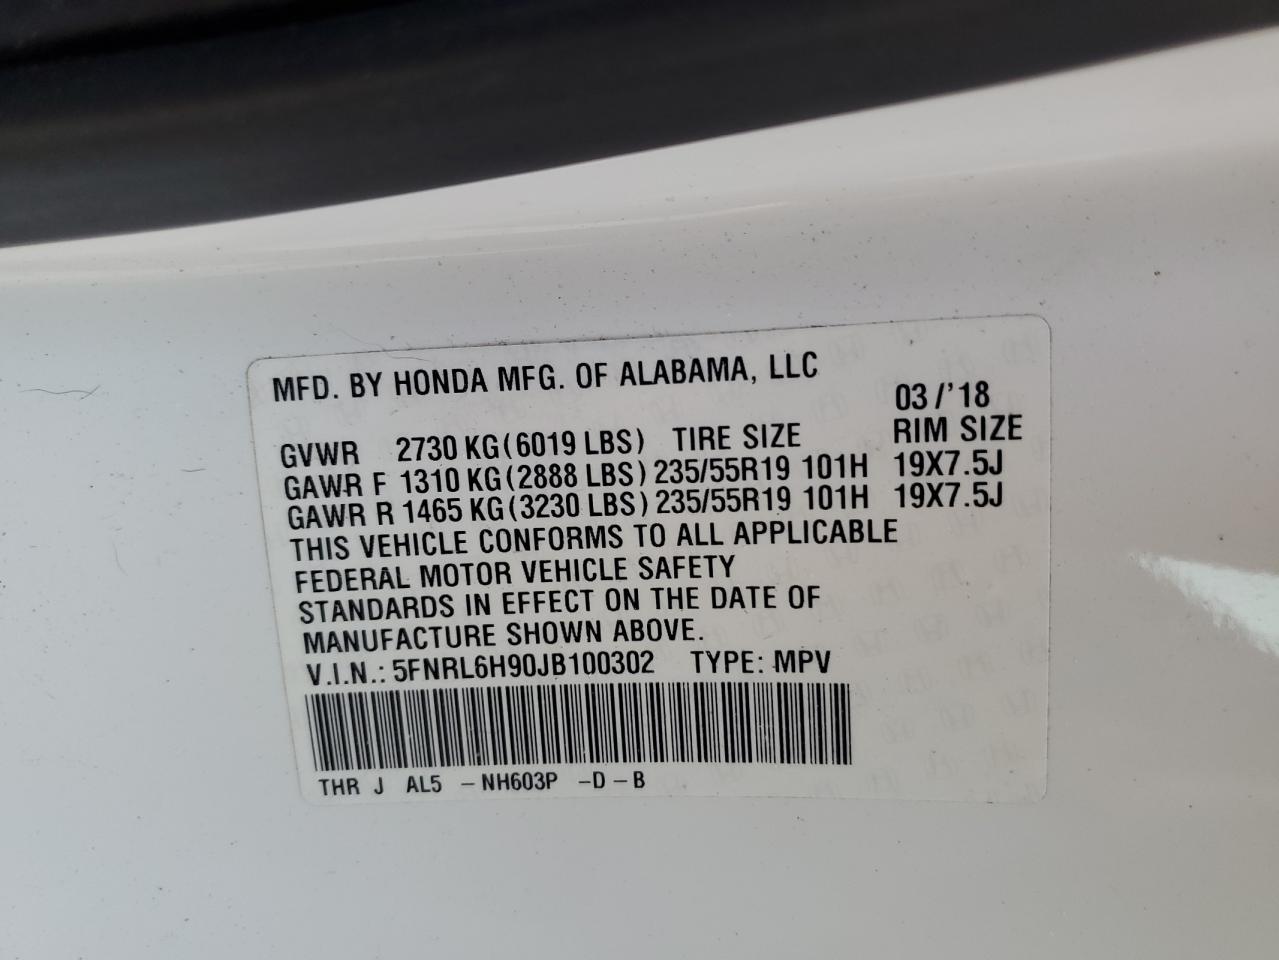 MFD. BY HONDA MFG. OF ALABAMA, LLC
03/'18
GVWR 2730 KG(6019 LBS) TIRE SIZE RIM SIZE
GAWR F 1310 KG(2888 LBS) 235/55R19 101H 19X7.5J
GAWR R 1465 KG(3230 LBS) 235/55R19 101H 19X7.5J
THIS VEHICLE CONFORMS TO ALL APPLICABLE
FEDERAL MOTOR VEHICLE SAFETY
STANDARDS IN EFFECT ON THE DATE OF
MANUFACTURE SHOWN ABOVE.
V.I.N.: 5FNRL6H90JB100302 TYPE: MPV
THR J AL5 -NH603P -D-B